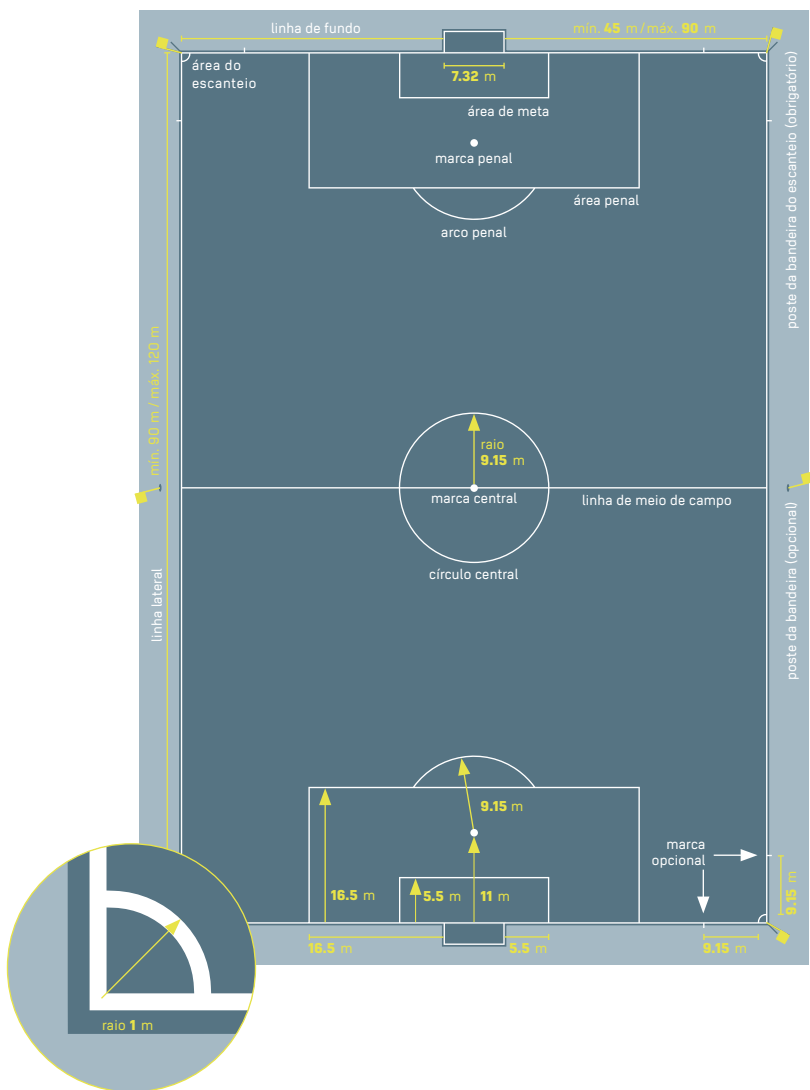 linha de fundo
mín. 45 m/máx. 90 m
área do
escanteio
7.32 m
área de meta
marca penal
área penal
arco penal
poste da bandeira do escanteio (obrigatório)
mín. 90 m/máx. 120 m
raio
9.15 m
marca central
linha de meio de campo
círculo central
linha lateral
poste da bandeira (opcional)
9.15 m
marca
opcional
16.5 m
5.5 m
11 m
9.15 m
16.5 m
5.5 m
9.15 m
raio 1 m